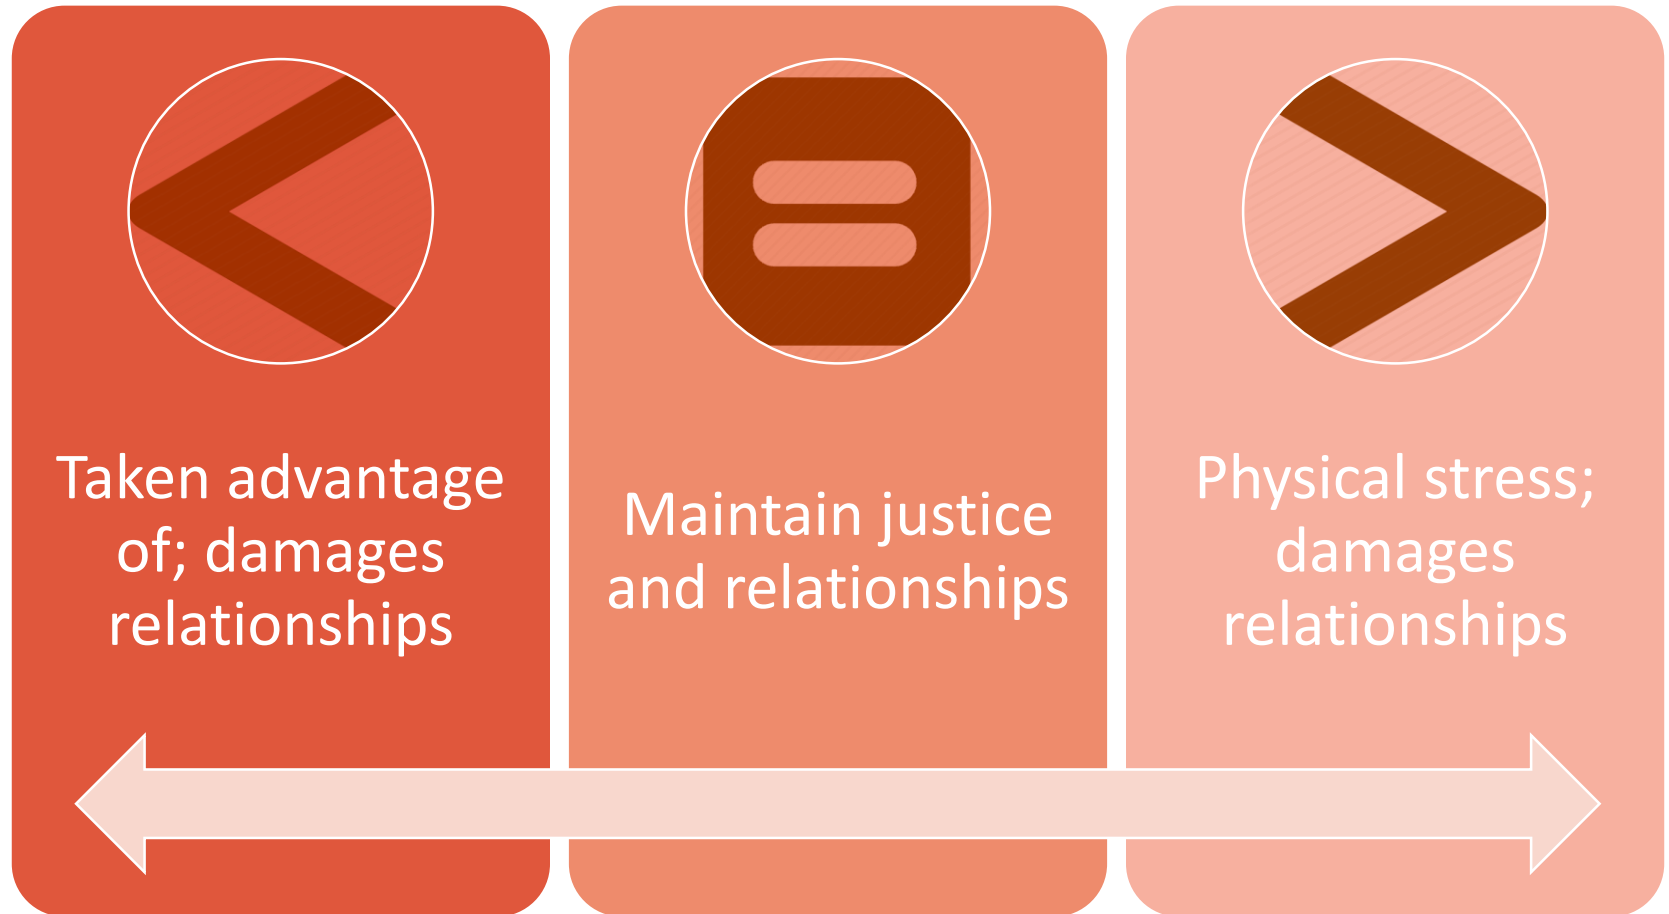 <
=
>
Taken advantage
of; damages
relationships
Maintain justice
and relationships
Physical stress;
damages
relationships